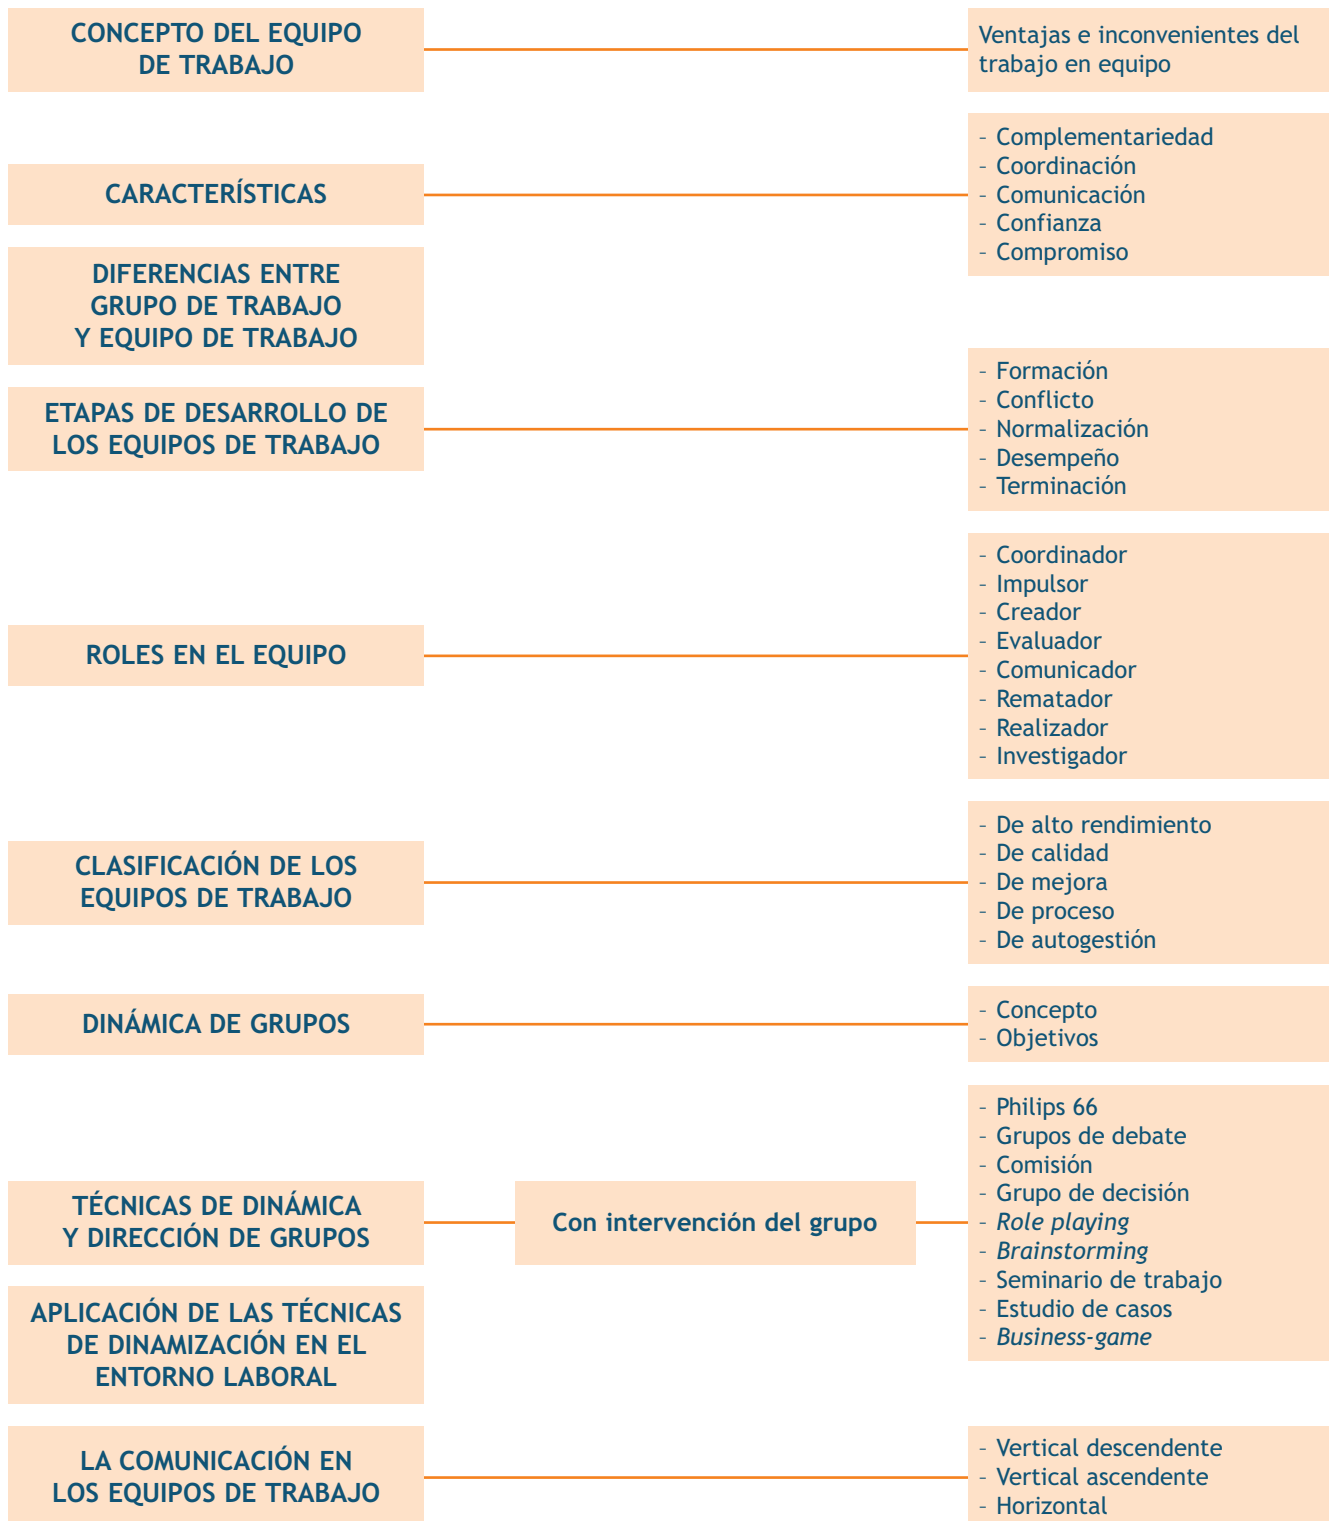 CONCEPTO DEL EQUIPO
DE TRABAJO
Ventajas e inconvenientes del
trabajo en equipo
CARACTERÍSTICAS
- Complementariedad
- Coordinación
- Comunicación
- Confianza
- Compromiso
DIFERENCIAS ENTRE
GRUPO DE TRABAJO
Y EQUIPO DE TRABAJO
ETAPAS DE DESARROLLO DE
LOS EQUIPOS DE TRABAJO
- Formación
- Conflicto
- Normalización
- Desempeño
- Terminación
ROLES EN EL EQUIPO
- Coordinador
- Impulsor
- Creador
- Evaluador
- Comunicador
- Rematador
- Realizador
- Investigador
CLASIFICACIÓN DE LOS
EQUIPOS DE TRABAJO
- De alto rendimiento
- De calidad
- De mejora
- De proceso
- De autogestión
DINÁMICA DE GRUPOS
- Concepto
- Objetivos
TÉCNICAS DE DINÁMICA
Y DIRECCIÓN DE GRUPOS
Con intervención del grupo
- Philips 66
- Grupos de debate
- Comisión
- Grupo de decisión
- Role playing
- Brainstorming
- Seminario de trabajo
- Estudio de casos
- Business-game
APLICACIÓN DE LAS TÉCNICAS
DE DINAMIZACIÓN EN EL
ENTORNO LABORAL
LA COMUNICACIÓN EN
LOS EQUIPOS DE TRABAJO
- Vertical descendente
- Vertical ascendente
- Horizontal